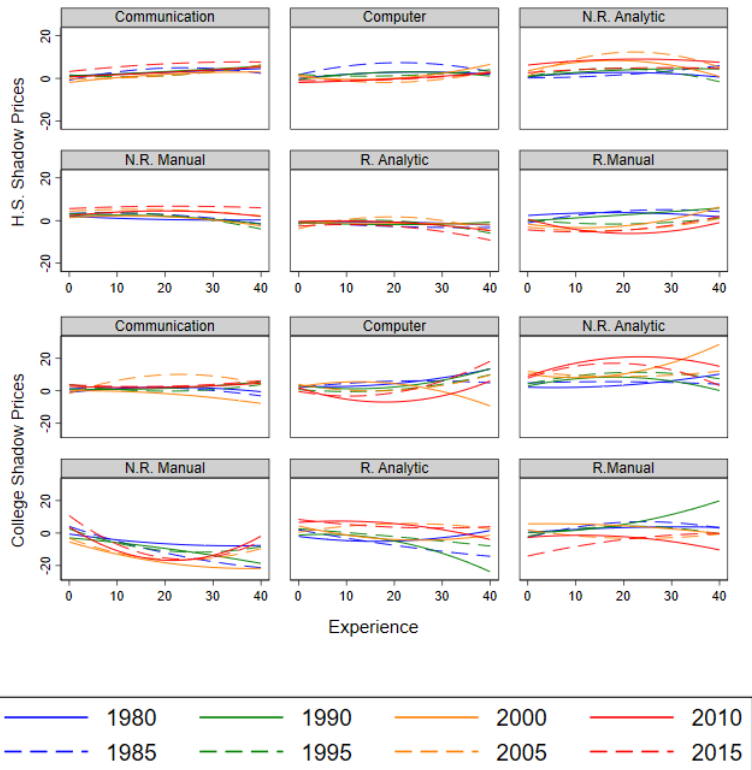 Communication Computer N.R. Analytic
20
0
-20
N.R. Manual R. Analytic R.Manual
20
0
-20
0 10 20 30 40 0 10 20 30 40 0 10 20 30 40
H.S. Shadow Prices
Communication Computer N.R. Analytic
20
0
-20
N.R. Manual R. Analytic R.Manual
20
0
-20
0 10 20 30 40 0 10 20 30 40 0 10 20 30 40
College Shadow Prices
Experience
1980 1990 2000 2010
1985 1995 2005 2015